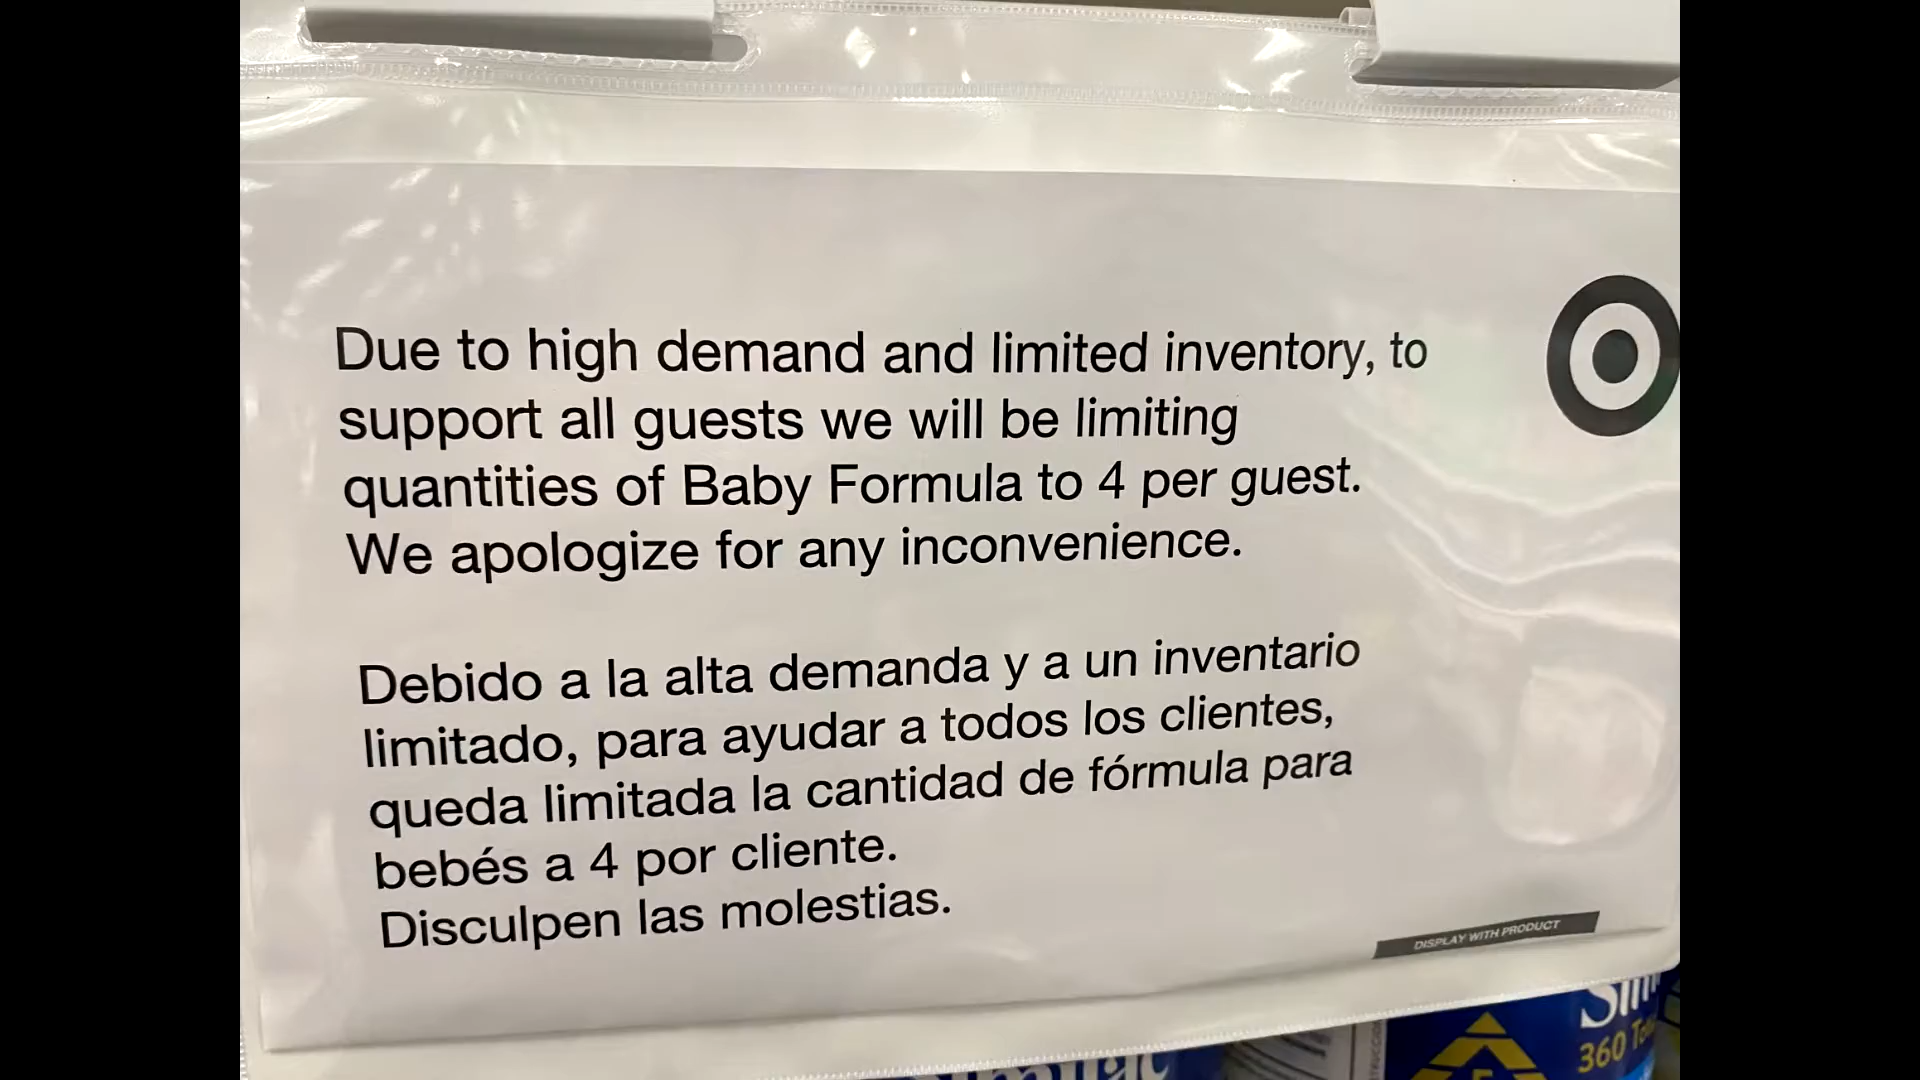 Due to high demand and limited inventory, to
support all guests we will be limiting
quantities of Baby Formula to 4 per guest.
We apologize for any inconvenience.
Debido a la alta demanda y a un inventario
limitado, para ayudar a todos los clientes,
queda limitada la cantidad de fórmula para
bebés a 4 por cliente.
Disculpen las molestias.
DISPLAY WITH PRODUCT
360